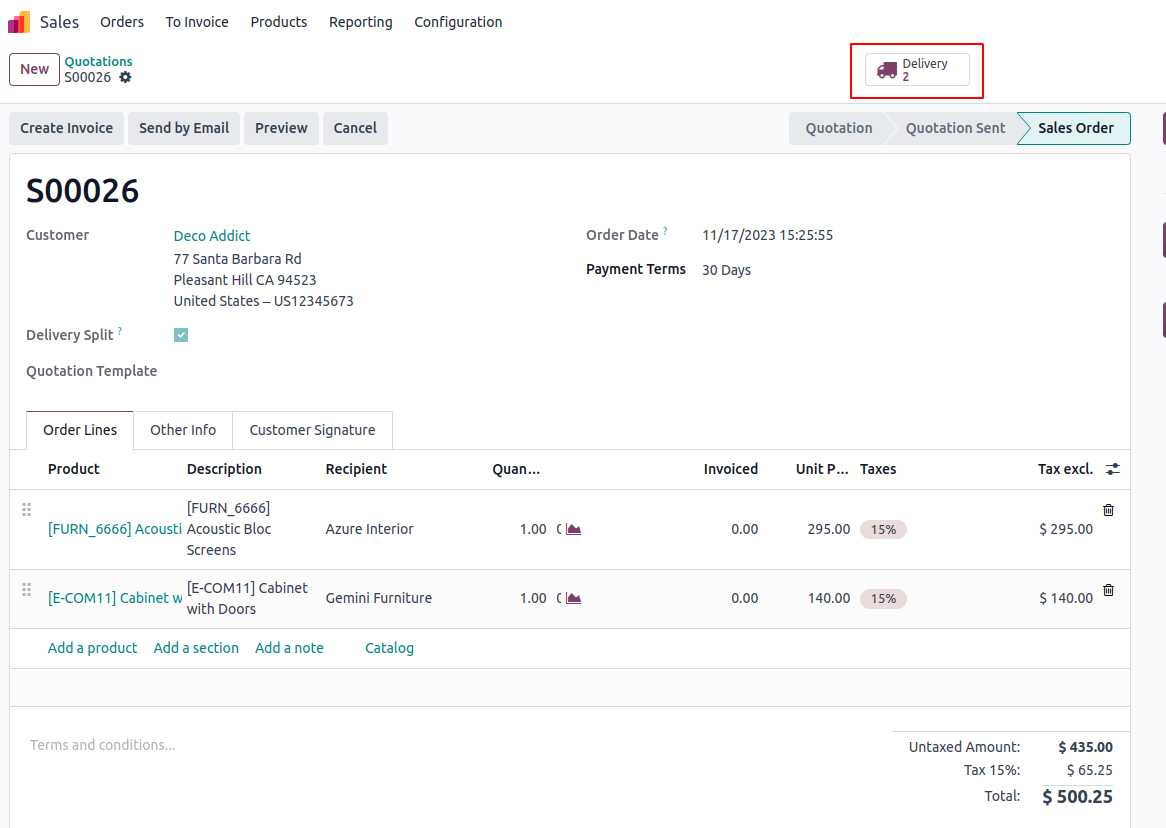 Sales Orders To Invoice Products Reporting Configuration
New Quotations
S00026
Delivery
2
Create Invoice Send by Email Preview Cancel Quotation Quotation Sent Sales Order
S00026
Customer Deco Addict Order Date ? 11/17/2023 15:25:55
77 Santa Barbara Rd
Pleasant Hill CA 94523 Payment Terms 30 Days
United States – US12345673
Delivery Split ?
Quotation Template
Order Lines Other Info Customer Signature
Product Description Recipient Quan... Invoiced Unit P... Taxes Tax excl.
[FURN_6666]
[FURN_6666] Acousti Acoustic Bloc Azure Interior 1.00 0.00 295.00 15% $ 295.00
Screens
[E-COM11] Cabinet
[E-COM11] Cabinet w with Doors Gemini Furniture 1.00 0.00 140.00 15% $ 140.00
Add a product Add a section Add a note Catalog
Terms and conditions...
Untaxed Amount: $ 435.00
Tax 15%: $ 65.25
Total: $ 500.25